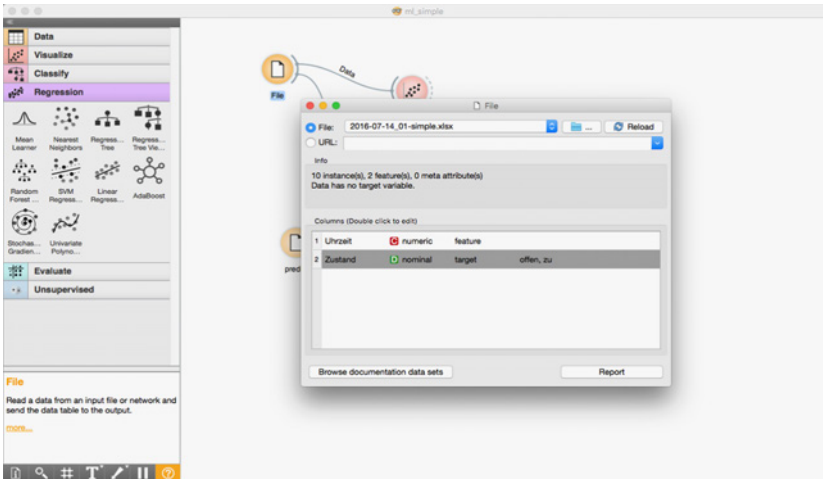 ml_simple
Data
Visualize
Classify
Regression
Mean Learner
Nearest Neighbors
Regress... Tree
Regress... Tree Vie...
Random Forest ...
SVM Regress...
Linear Regress...
AdaBoost
Stochas... Gradien...
Univariate Polyno...
Evaluate
Unsupervised
File
Read a data from an input file or network and
send the data table to the output.
more...
File
Data
pred
File
File:
2016-07-14_01-simple.xlsx
...
Reload
URL:
Info
10 instance(s), 2 feature(s), 0 meta attribute(s)
Data has no target variable.
Columns (Double click to edit)
1 Uhrzeit C numeric feature
2 Zustand D nominal target offen, zu
Browse documentation data sets
Report